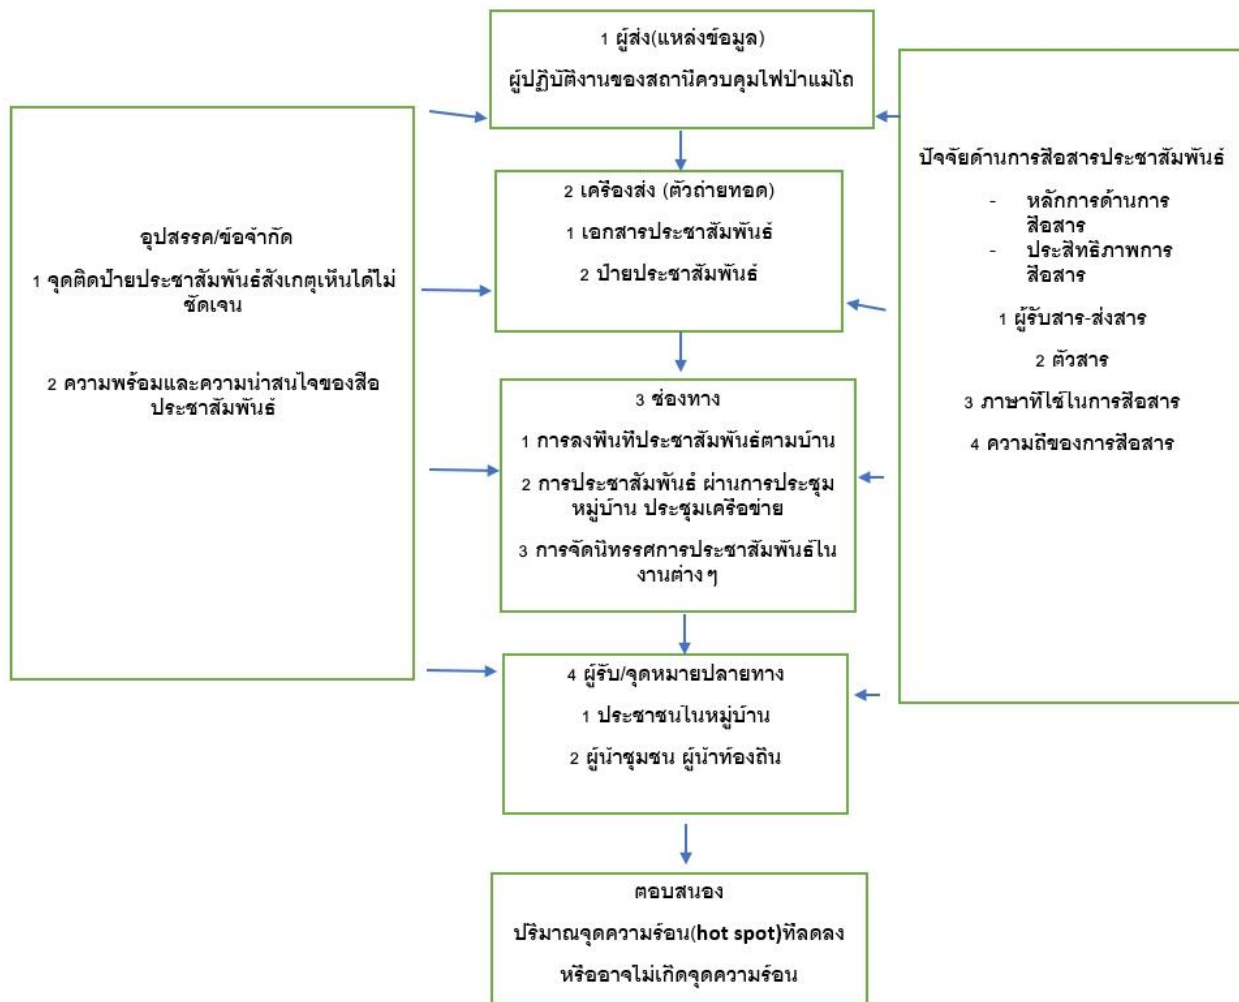 1 ผู้ส่ง(แหล่งข้อมูล)
ผู้ปฏิบัติงานของสถานีควบคุมไฟป่าแม่โถ
2 เครื่องส่ง (ตัวถ่ายทอด)
1 เอกสารประชาสัมพันธ์
2 ป้ายประชาสัมพันธ์
3 ช่องทาง
1 การลงพื้นที่ประชาสัมพันธ์ตามบ้าน
2 การประชาสัมพันธ์ ผ่านการประชุม
หมู่บ้าน ประชุมเครือข่าย
3 การจัดนิทรรศการประชาสัมพันธ์ใน
งานต่างๆ
4 ผู้รับ/จุดหมายปลายทาง
1 ประชาชนในหมู่บ้าน
2 ผู้นำชุมชน ผู้นำท้องถิ่น
ตอบสนอง
ปริมาณจุดความร้อน(hot spot)ที่ลดลง
หรืออาจไม่เกิดจุดความร้อน
อุปสรรค/ข้อจำกัด
1 จุดติดป้ายประชาสัมพันธ์สังเกตุเห็นได้ไม่
ชัดเจน
2 ความพร้อมและความน่าสนใจของสื่อ
ประชาสัมพันธ์
ปัจจัยด้านการสื่อสารประชาสัมพันธ์
- หลักการด้านการ
สื่อสาร
- ประสิทธิภาพการ
สื่อสาร
1 ผู้รับสาร-ส่งสาร
2 ตัวสาร
3 ภาษาที่ใช้ในการสื่อสาร
4 ความถี่ของการสื่อสาร